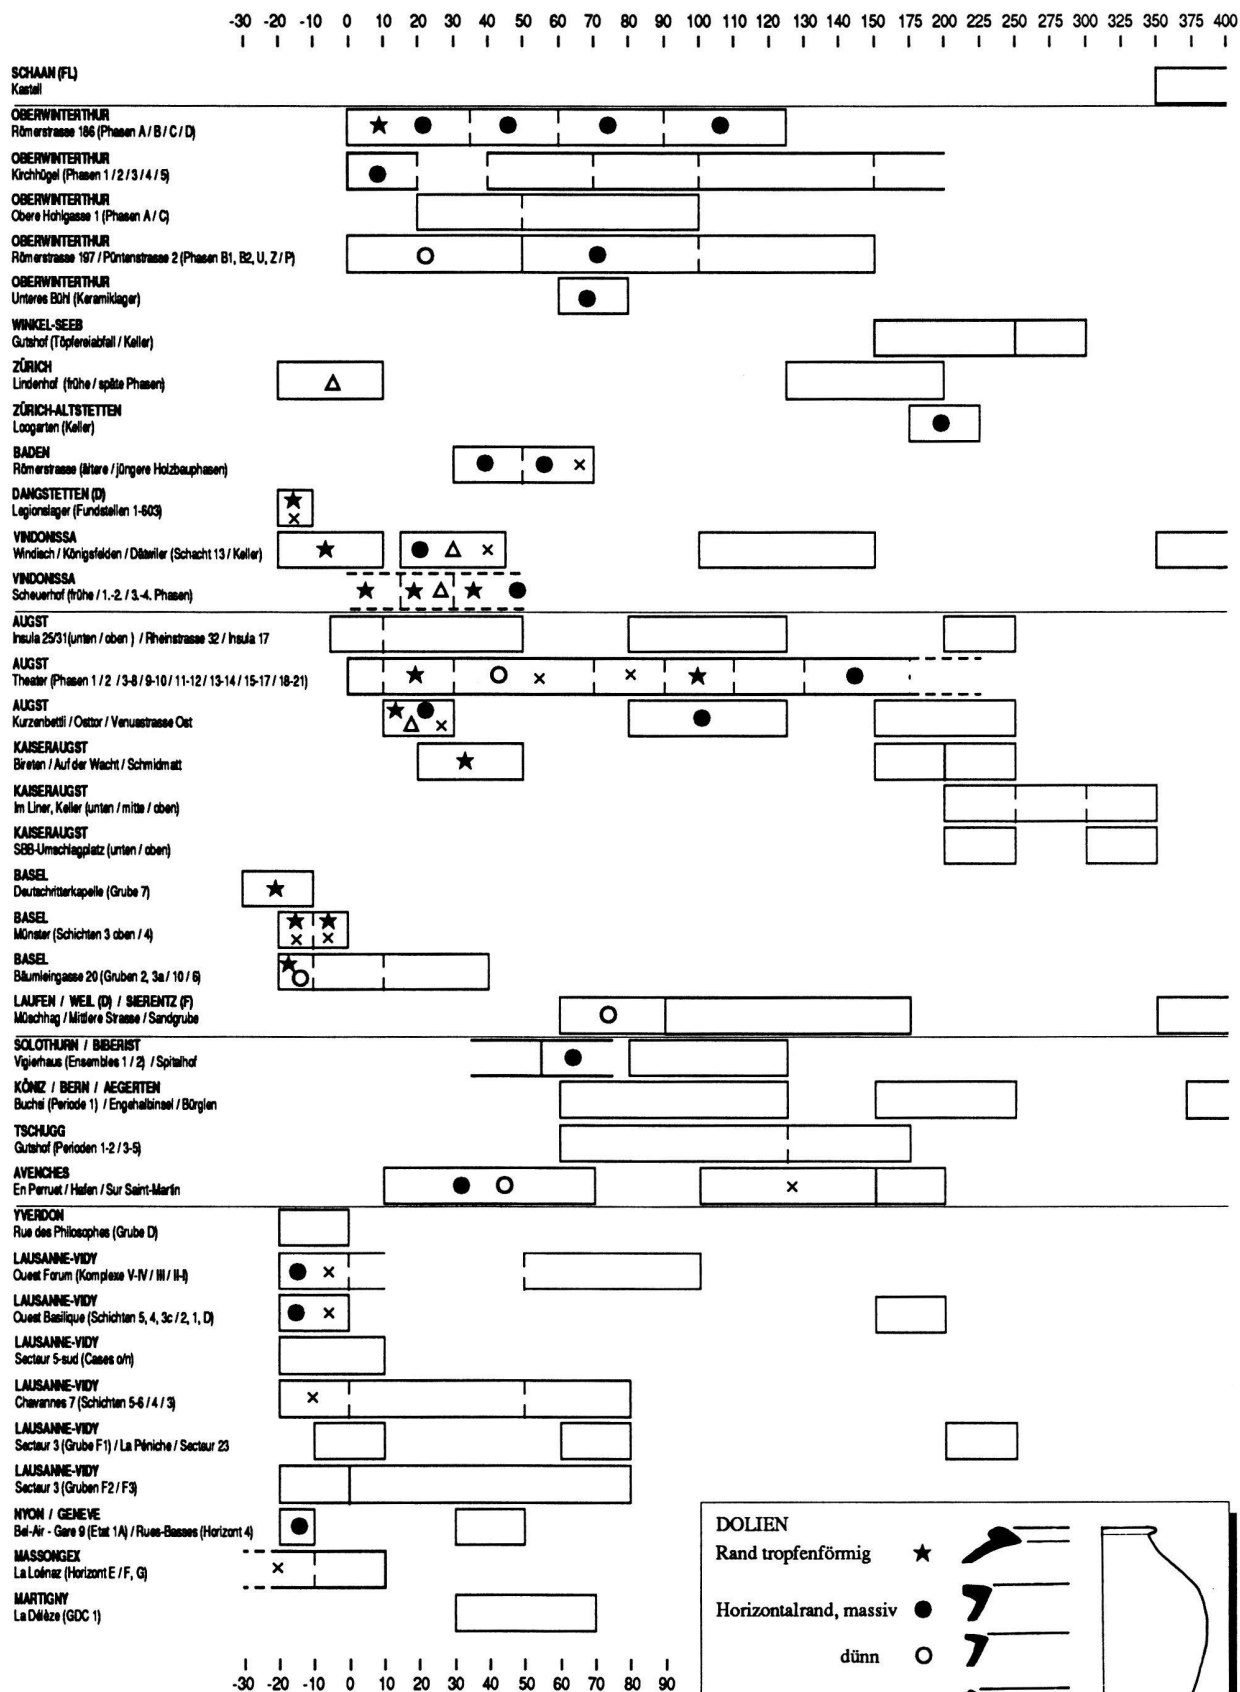 -30 -20 -10 0 10 20 30 40 50 60 70 80 90 100 110 120 130 150 175 200 225 250 275 300 325 350 375 400
SCHAAN (FL)
Kastell
OBERWINTERTHUR
Römerstrasse 186 (Phasen A / B / C / D)
OBERWINTERTHUR
Kirchhügel (Phasen 1 / 2 / 3 / 4 / 5)
OBERWINTERTHUR
Obere Hohlgasse 1 (Phasen A / C)
OBERWINTERTHUR
Römerstrasse 197 / Püntenstrasse 2 (Phasen B1, B2, U, Z / P)
OBERWINTERTHUR
Unteres Bühl (Keramiklager)
WINKEL-SEEB
Gutshof (Töpfereiabfall / Keller)
ZÜRICH
Lindenhof (frühe / späte Phasen)
ZÜRICH-ALTSTETTEN
Loogarten (Keller)
BADEN
Römerstrasse (ältere / jüngere Holzbauphasen)
DANGSTETTEN (D)
Legionslager (Fundstellen 1-603)
VINDONISSA
Windisch / Königsfelden / Dätwiler (Schacht 13 / Keller)
VINDONISSA
Scheuerhof (frühe / 1.-2. / 3.-4. Phasen)
AUGST
Insula 25/31(unten / oben ) / Rheinstrasse 32 / Insula 17
AUGST
Theater (Phasen 1 / 2 / 3-8 / 9-10 / 11-12 / 13-14 / 15-17 / 18-21)
AUGST
Kurzenbettli / Osttor / Venusstrasse Ost
KAISERAUGST
Bireten / Auf der Wacht / Schmidmatt
KAISERAUGST
Im Liner, Keller (unten / mitte / oben)
KAISERAUGST
SBB-Umschlagplatz (unten / oben)
BASEL
Deutschritterkapelle (Grube 7)
BASEL
Münster (Schichten 3 oben / 4)
BASEL
Bäumleingasse 20 (Gruben 2, 3a / 10 / 6)
LAUFEN / WEIL (D) / SIERENTZ (F)
Müschhag / Mittlere Strasse / Sandgrube
SOLOTHURN / BIBERIST
Vigierhaus (Ensembles 1 / 2) / Spitalhof
KÖNIZ / BERN / AEGERTEN
Buchsi (Periode 1) / Engehalbinsel / Bürglen
TSCHUGG
Gutshof (Perioden 1-2 / 3-5)
AVENCHES
En Perruet / Hafen / Sur Saint-Martin
YVERDON
Rue des Philosophes (Grube D)
LAUSANNE-VIDY
Ouest Forum (Komplexe V-IV / III / II-I)
LAUSANNE-VIDY
Ouest Basilique (Schichten 5, 4, 3c / 2, 1, D)
LAUSANNE-VIDY
Secteur 5-sud (Cases o/n)
LAUSANNE-VIDY
Chavannes 7 (Schichten 5-6 / 4 / 3)
LAUSANNE-VIDY
Secteur 3 (Grube F1) / La Péniche / Secteur 23
LAUSANNE-VIDY
Secteur 3 (Gruben F2 / F3)
NYON / GENEVE
Bel-Air - Gare 9 (Etat 1A) / Rues-Basses (Horizont 4)
MASSONGEX
La Loénaz (Horizont E / F, G)
MARTIGNY
La Délèze (GDC 1)
-30 -20 -10 0 10 20 30 40 50 60 70 80 90
DOLIEN
Rand tropfenförmig
Horizontalrand, massiv
dünn